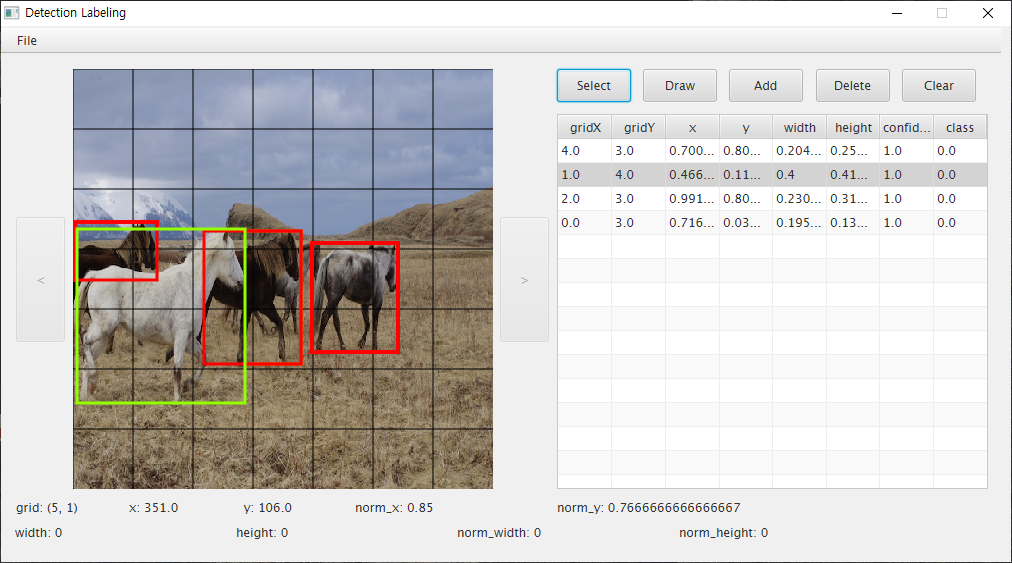 Detection Labeling
File
Select Draw Add Delete Clear
gridX gridY x y width height confid... class
4.0 3.0 0.700... 0.80... 0.204... 0.25... 1.0 0.0
1.0 4.0 0.466... 0.11... 0.4 0.41... 1.0 0.0
2.0 3.0 0.991... 0.80... 0.230... 0.31... 1.0 0.0
0.0 3.0 0.716... 0.03... 0.195... 0.13... 1.0 0.0
< >
grid: (5, 1) x: 351.0 y: 106.0 norm_x: 0.85 norm_y: 0.7666666666666667
width: 0 height: 0 norm_width: 0 norm_height: 0